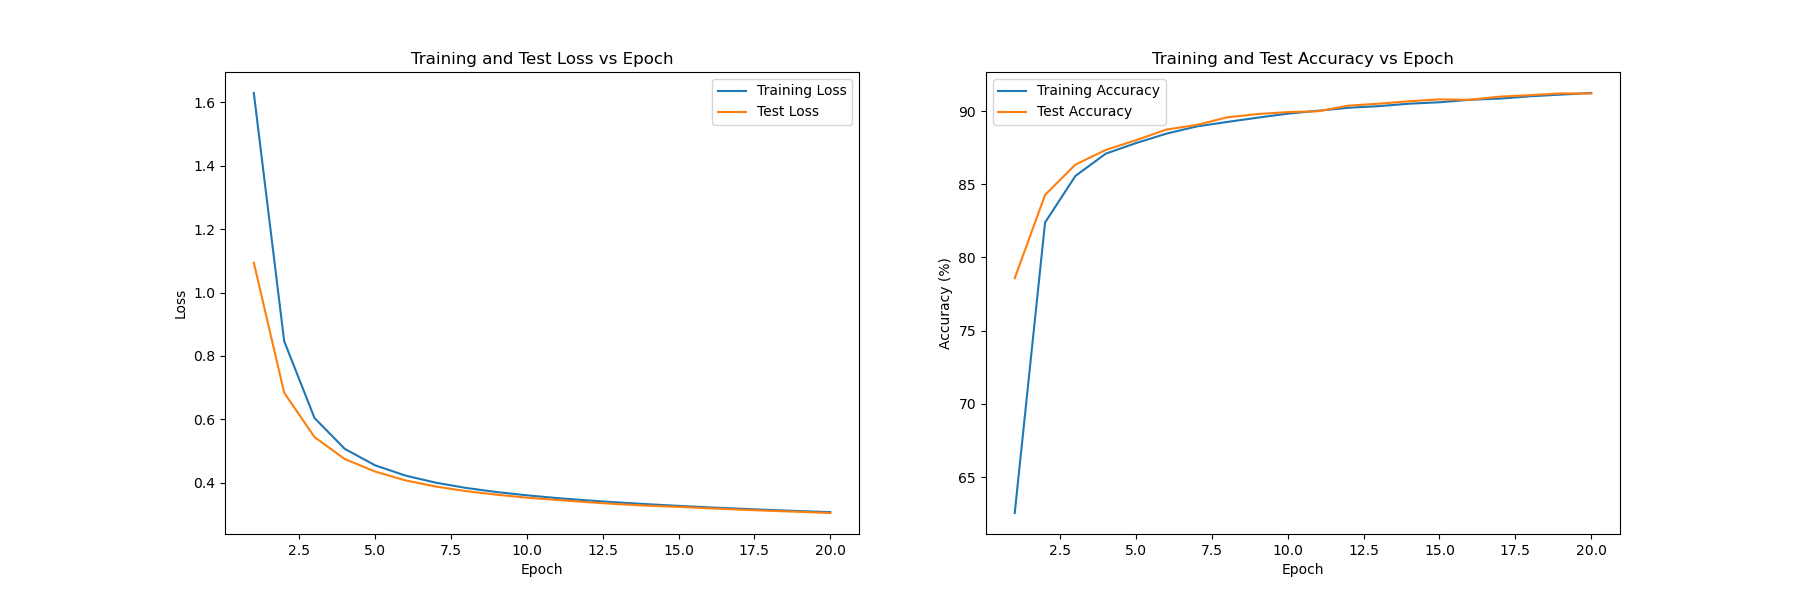 Training and Test Loss vs Epoch
Training Loss
Test Loss
1.6
1.4
1.2
1.0
0.8
0.6
0.4
Loss
2.5 5.0 7.5 10.0 12.5 15.0 17.5 20.0
Epoch
Training and Test Accuracy vs Epoch
Training Accuracy
Test Accuracy
90
85
80
75
70
65
Accuracy (%)
2.5 5.0 7.5 10.0 12.5 15.0 17.5 20.0
Epoch